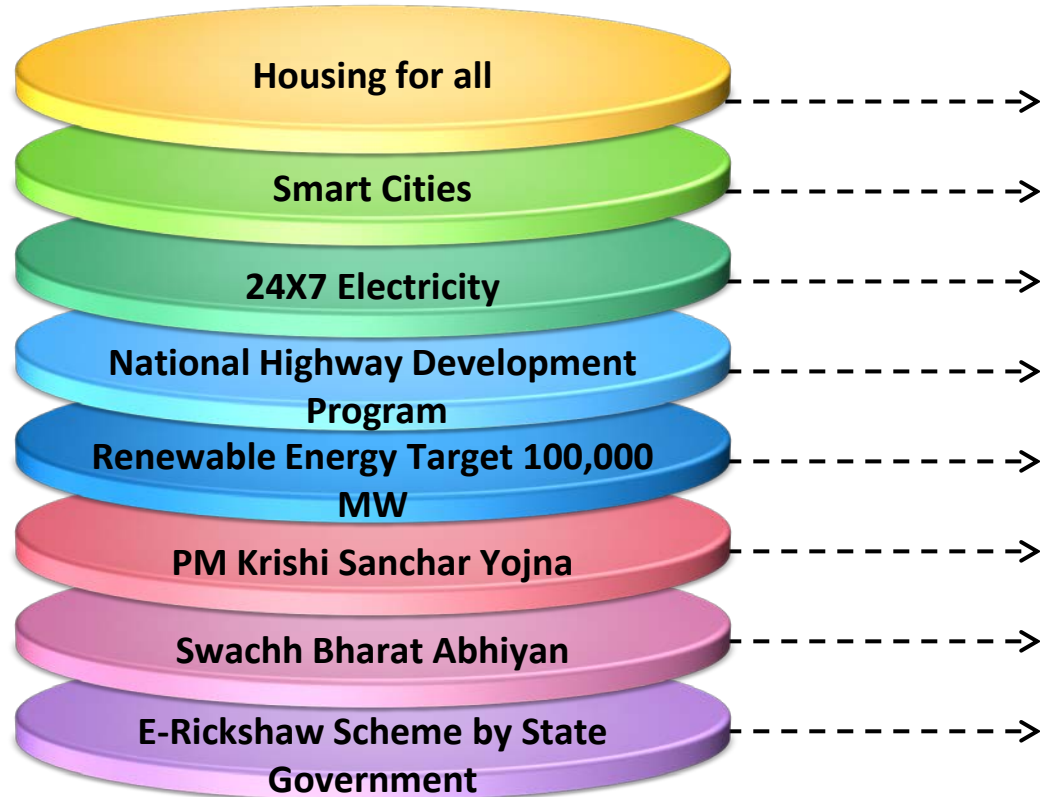 Housing for all
Smart Cities
24X7 Electricity
National Highway Development
Program
Renewable Energy Target 100,000
MW
PM Krishi Sanchar Yojna
Swachh Bharat Abhiyan
E-Rickshaw Scheme by State
Government